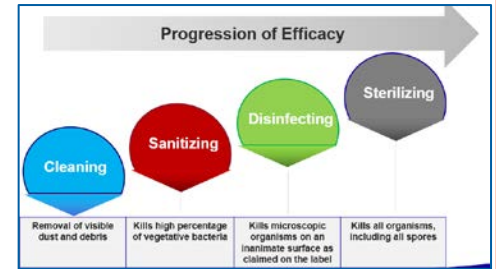 Progression of Efficacy
Sterilizing
Disinfecting
Sanitizing
Cleaning
Removal of visible
dust and debris
Kills high percentage
of vegetative bacteria
Kills microscopic
organisms on an
inanimate surface as
claimed on the label
Kills all organisms,
including all spores